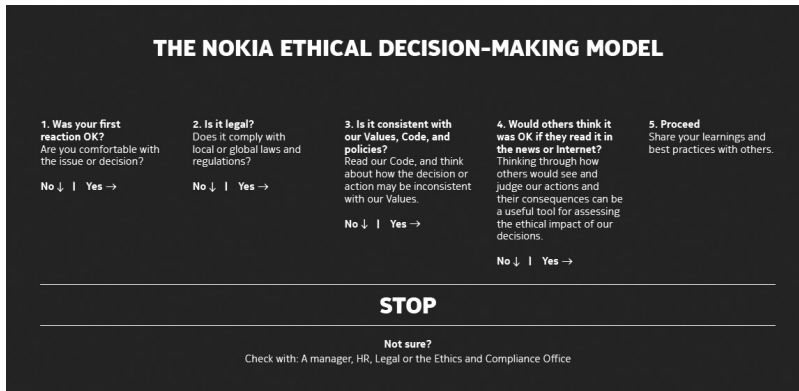 THE NOKIA ETHICAL DECISION-MAKING MODEL
1. Was your first
reaction OK?
Are you comfortable with
the issue or decision?
No ↓ | Yes →
2. Is it legal?
Does it comply with
local or global laws and
regulations?
No ↓ | Yes →
3. Is it consistent with
our Values, Code, and
policies?
Read our Code, and think
about how the decision or
action may be inconsistent
with our Values.
No ↓ | Yes →
4. Would others think it
was OK if they read it in
the news or Internet?
Thinking through how
others would see and
judge our actions and
their consequences can be
a useful tool for assessing
the ethical impact of our
decisions.
No ↓ | Yes →
5. Proceed
Share your learnings and
best practices with others.
STOP
Not sure?
Check with: A manager, HR, Legal or the Ethics and Compliance Office